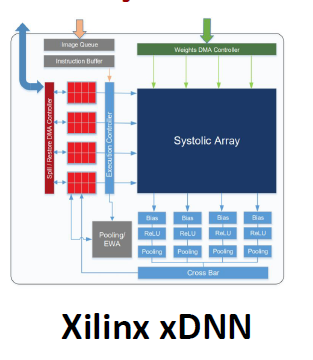 Image Queue
Instruction Buffer
Weights DMA Controller
Spill / Restore DMA Controller
Execution Controller
Systolic Array
Pooling/
EWA
Bias
Bias
Bias
Bias
ReLU
ReLU
ReLU
ReLU
Pooling
Pooling
Pooling
Pooling
Cross Bar
Xilinx xDNN